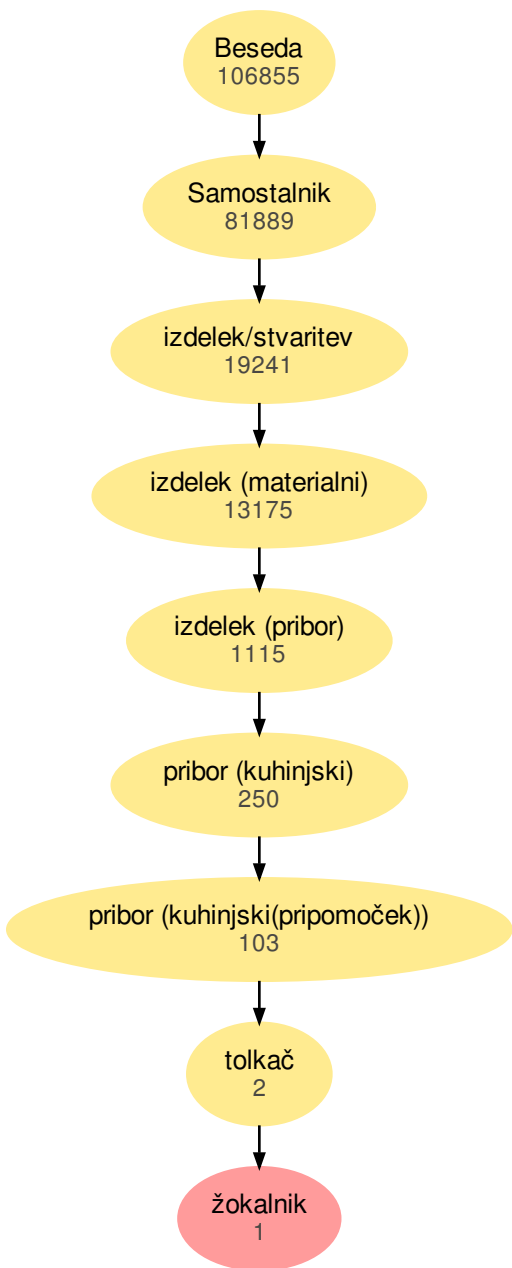 Beseda
106855
Samostalnik
81889
izdelek/stvaritev
19241
izdelek (materialni)
13175
izdelek (pribor)
1115
pribor (kuhinjski)
250
pribor (kuhinjski(pripomoček))
103
tolkač
2
žokalnik
1